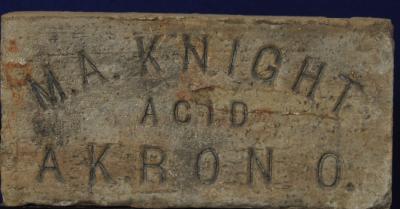 M.A. KNIGHT
ACID
AKRON O.